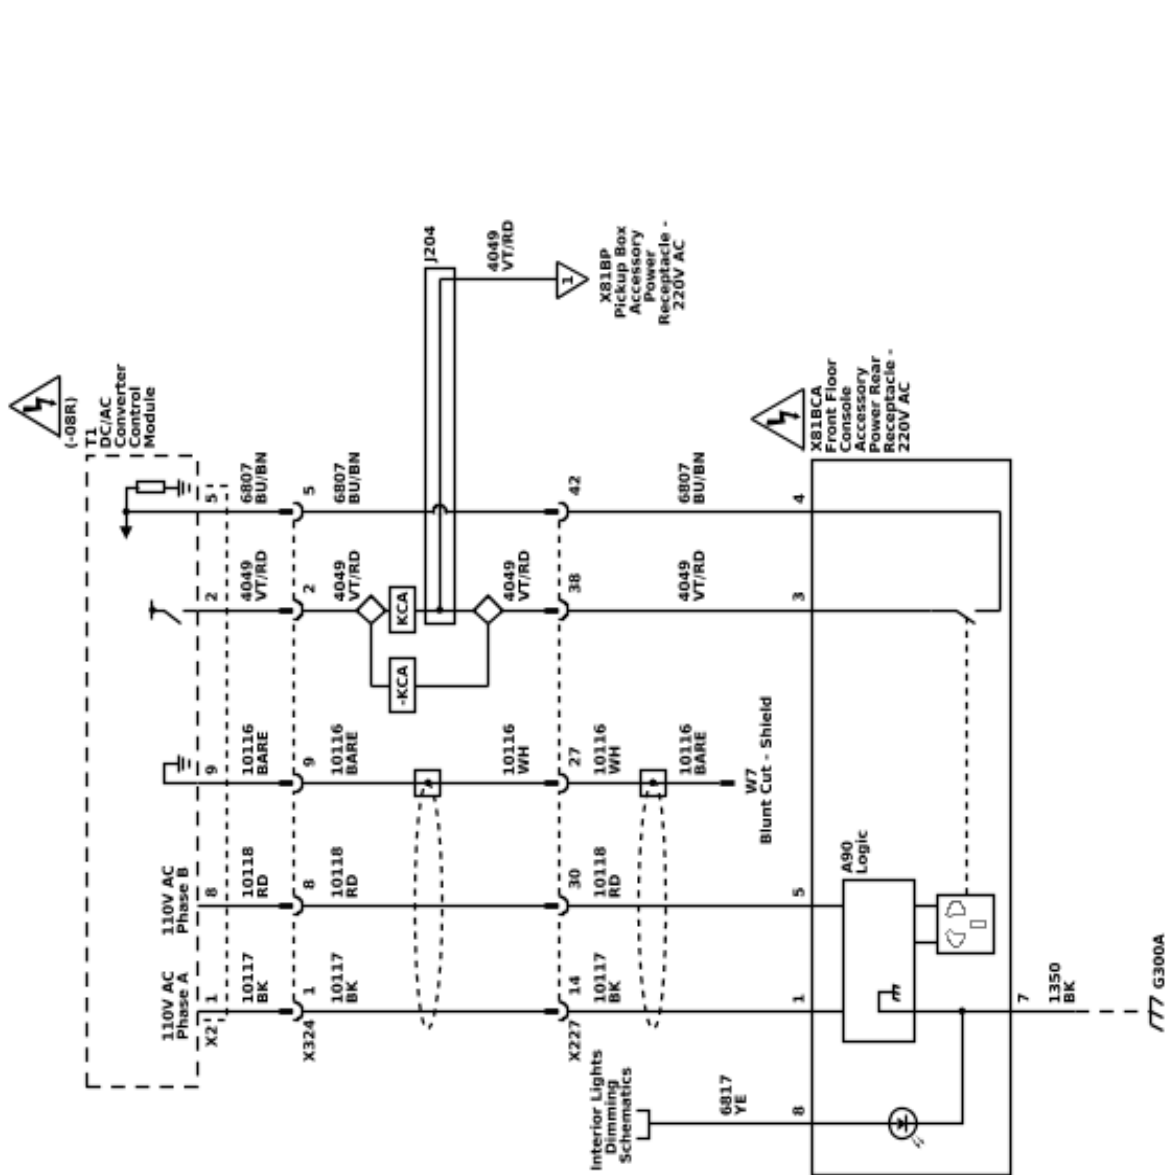 (-08R)
T1
DC/AC
Converter
Control
Module
110V AC
Phase A
110V AC
Phase B
X2
1
8
9
2
5
10117
BK
10118
RD
10116
BARE
4049
VT/RD
6807
BU/BN
X324
1
8
9
2
5
10117
BK
10118
RD
10116
BARE
4049
VT/RD
6807
BU/BN
-KCA
KCA
J204
4049
VT/RD
1
X81BP
Pickup Box
Accessory
Power
Receptacle -
220V AC
10116
WH
4049
VT/RD
X227
14
30
27
38
42
10117
BK
10118
RD
10116
WH
10116
BARE
4049
VT/RD
6807
BU/BN
W7
Blunt Cut - Shield
Interior Lights
Dimming
Schematics
6817
YE
8
1
5
3
4
X81BCA
Front Floor
Console
Accessory
Power Rear
Receptacle -
220V AC
A90
Logic
7
1350
BK
G300A